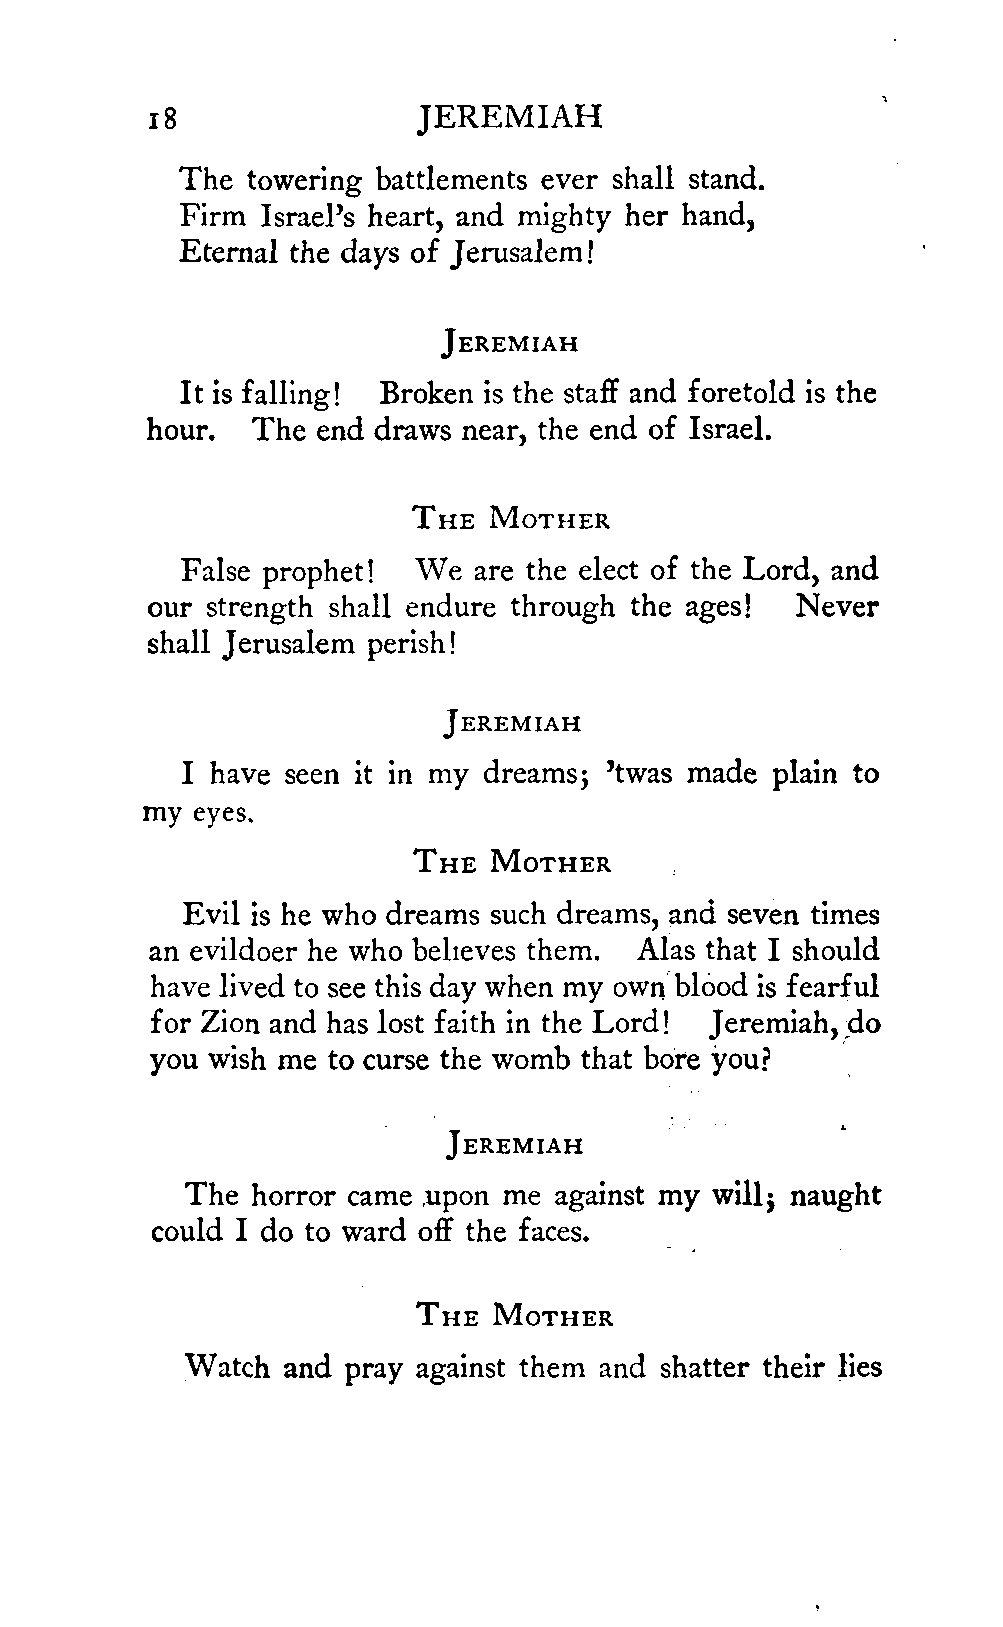 18 JEREMIAH
The towering battlements ever shall stand.
Firm Israel's heart, and mighty her hand,
Eternal the days of Jerusalem!
JEREMIAH
It is falling! Broken is the staff and foretold is the
hour. The end draws near, the end of Israel.
THE MOTHER
False prophet! We are the elect of the Lord, and
our strength shall endure through the ages! Never
shall Jerusalem perish!
JEREMIAH
I have seen it in my dreams; 'twas made plain to
my eyes.
THE MOTHER
Evil is he who dreams such dreams, and seven times
an evildoer he who believes them. Alas that I should
have lived to see this day when my own blood is fearful
for Zion and has lost faith in the Lord! Jeremiah, do
you wish me to curse the womb that bore you?
JEREMIAH
The horror came upon me against my will; naught
could I do to ward off the faces.
THE MOTHER
Watch and pray against them and shatter their lies